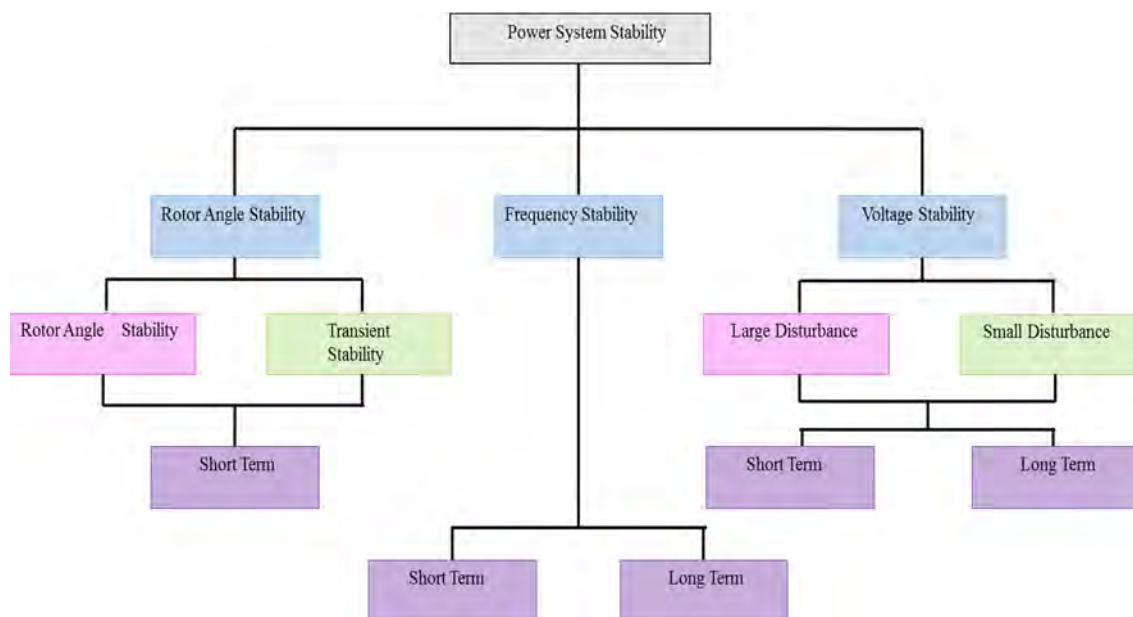 Power System Stability
Rotor Angle Stability
Frequency Stability
Voltage Stability
Rotor Angle Stability
Transient
Stability
Large Disturbance
Small Disturbance
Short Term
Short Term
Long Term
Short Term
Long Term